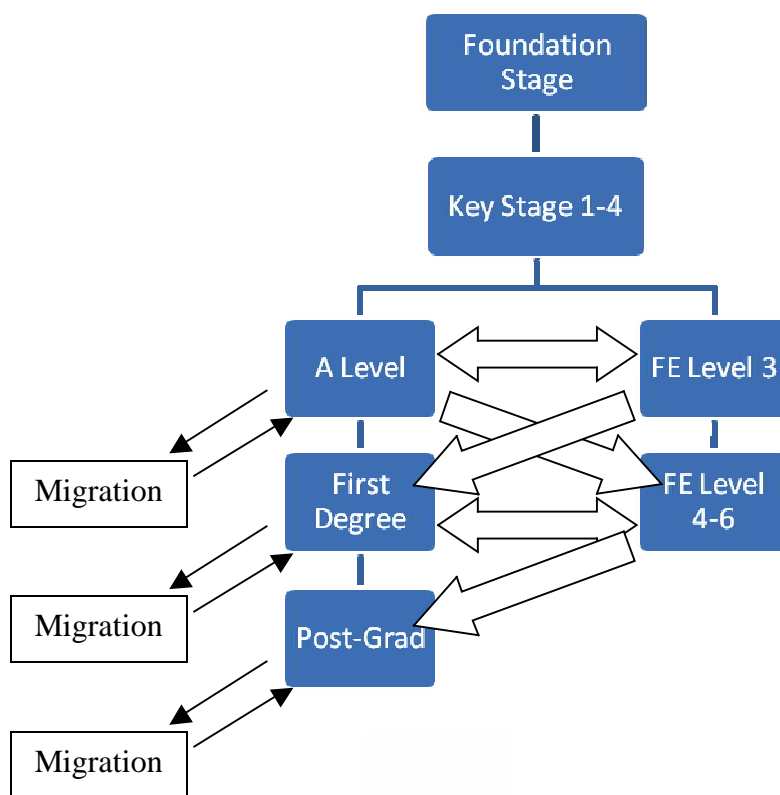 Foundation
Stage
Key Stage 1-4
A Level
FE Level 3
Migration
First
Degree
FE Level
4-6
Migration
Post-Grad
Migration